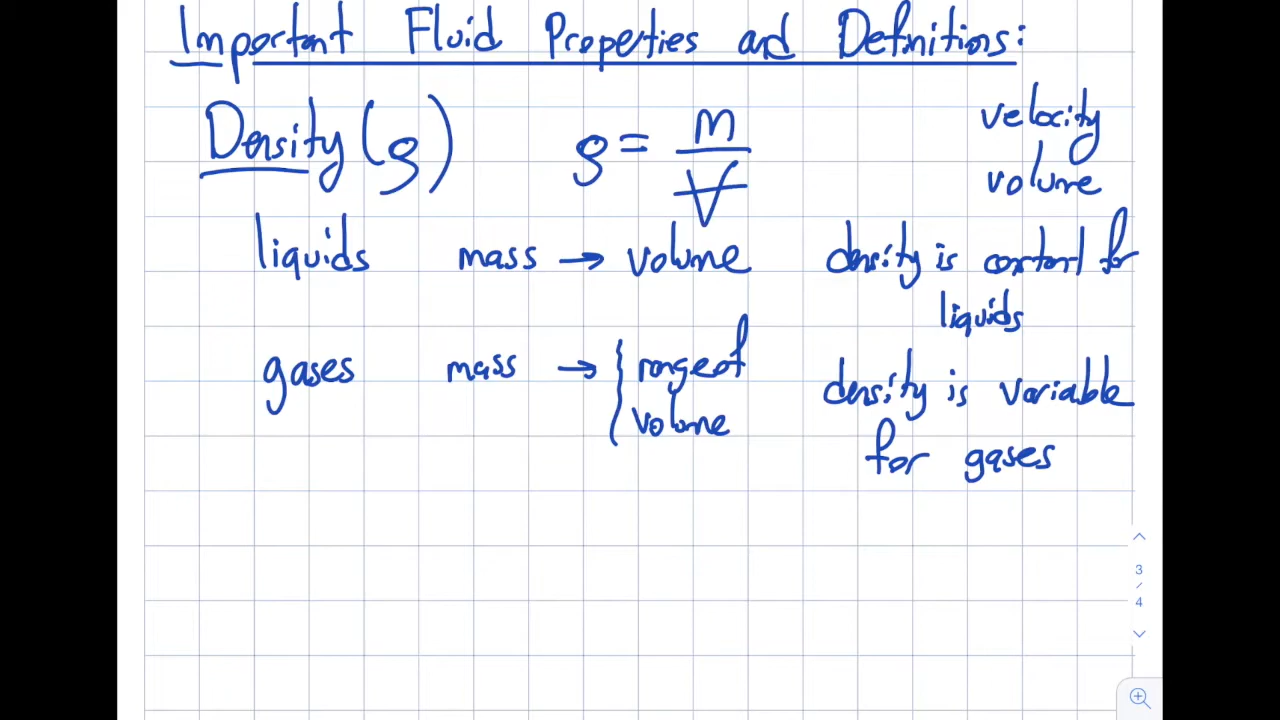 Important Fluid Properties and Definitions:
Density (ρ) ρ = m / V
velocity
volume
liquids mass → volume density is constant for
liquids
gases mass → { range of
volume
density is variable
for gases
3
/
4